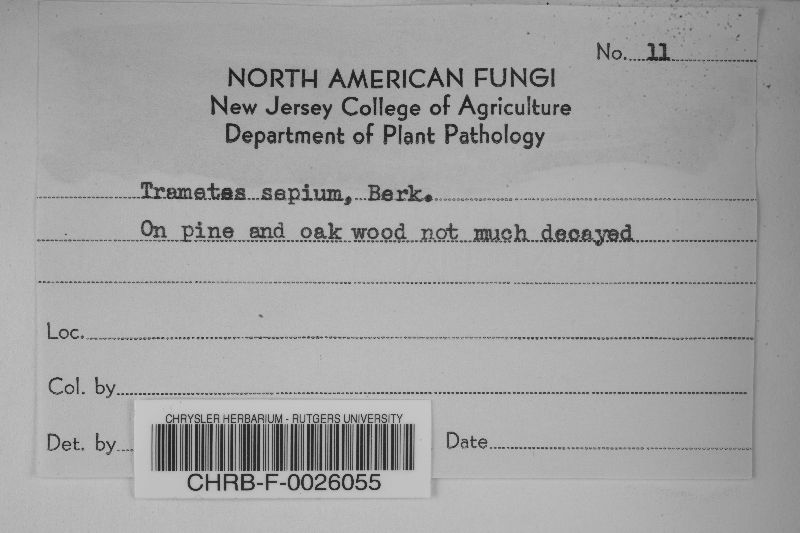 No. 11
NORTH AMERICAN FUNGI
New Jersey College of Agriculture
Department of Plant Pathology
Trametes sepium, Berk.
On pine and oak wood not much decayed
Loc.
Col. by
Det. by
Date
CHRYSLER HERBARIUM - RUTGERS UNIVERSITY
CHRB-F-0026055